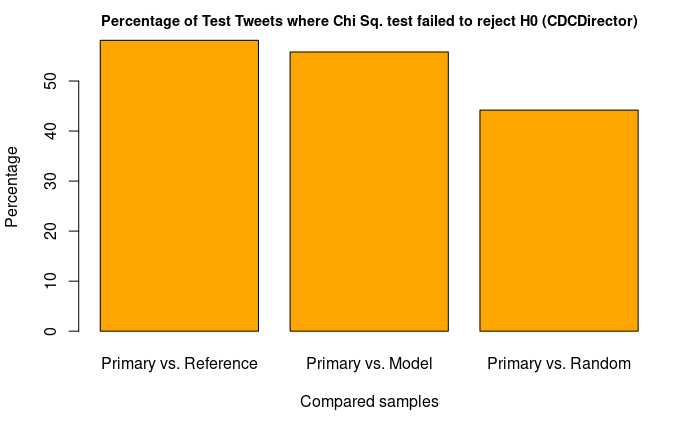 Percentage of Test Tweets where Chi Sq. test failed to reject H0 (CDCDirector)
Percentage
50
40
30
20
10
0
Primary vs. Reference
Primary vs. Model
Primary vs. Random
Compared samples